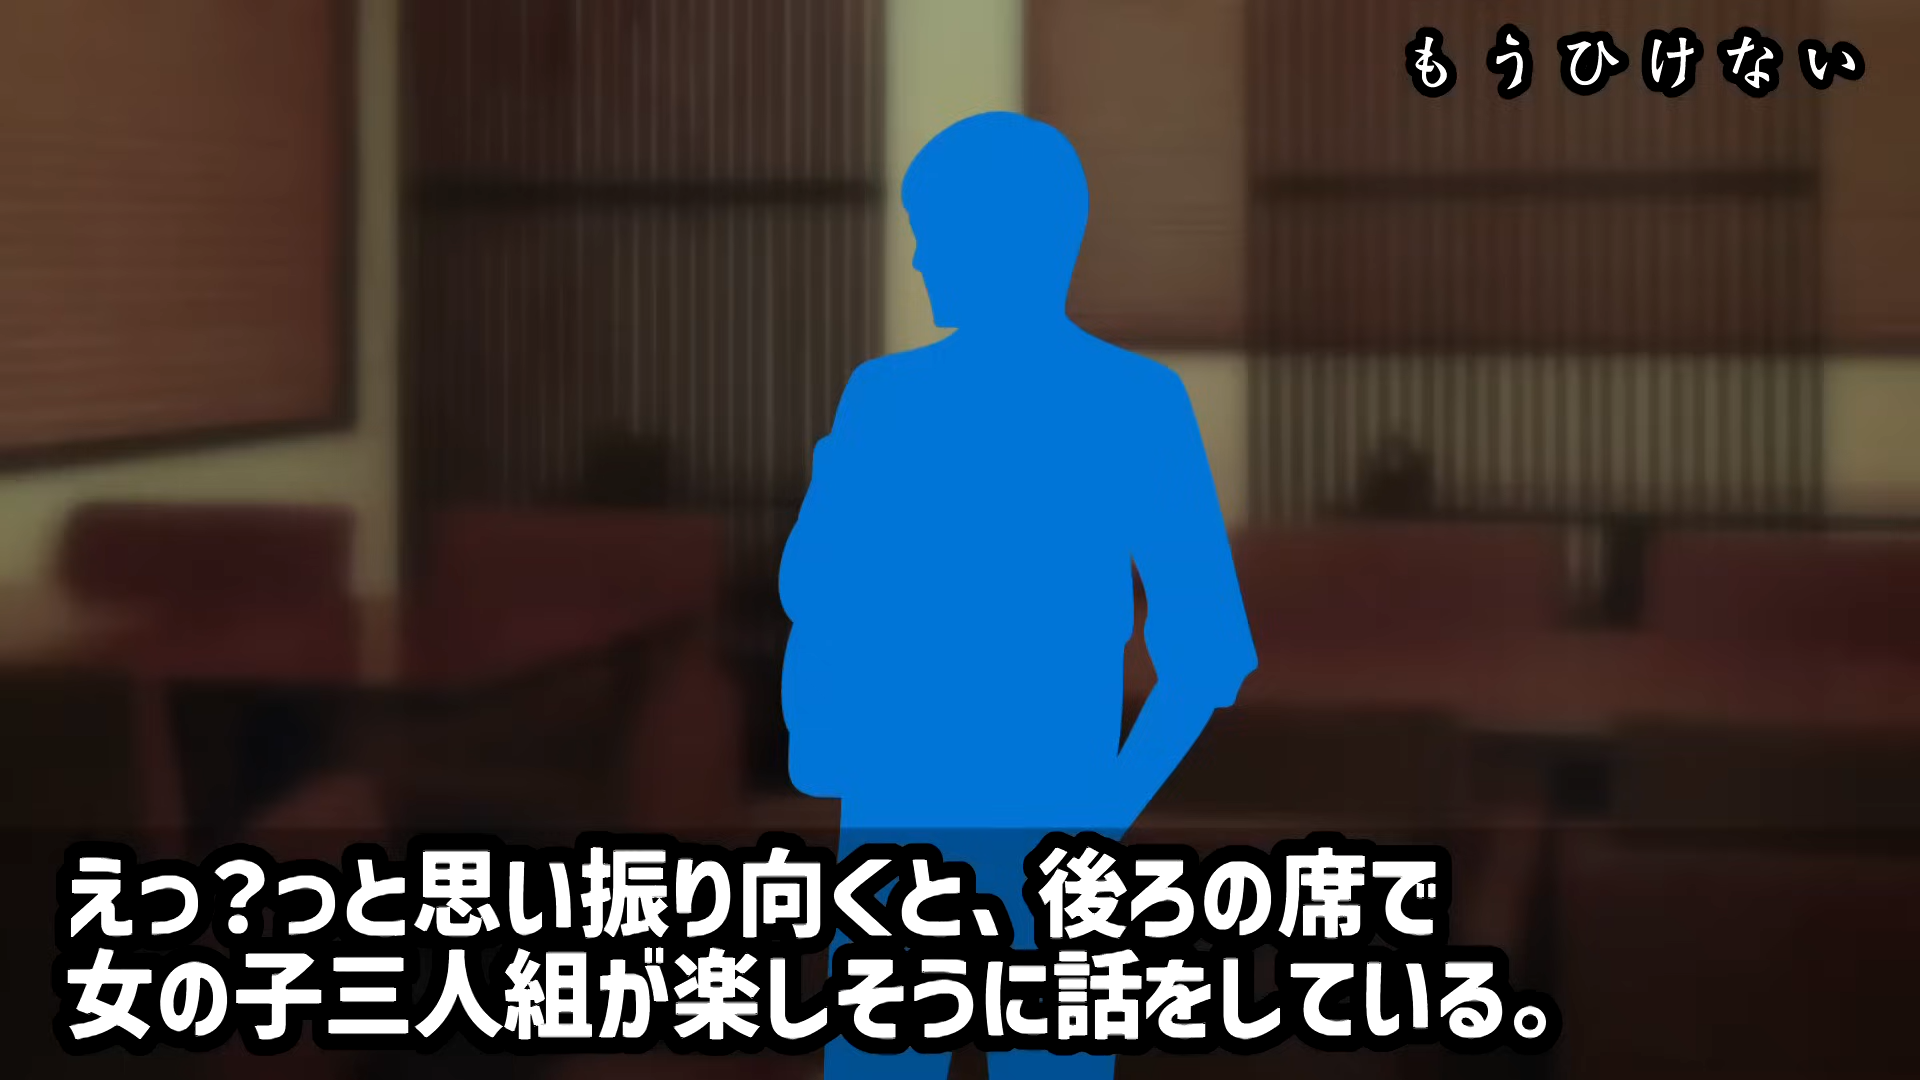 もうひけない
えっ?っと思い振り向くと、後ろの席で
女の子三人組が楽しそうに話をしている。